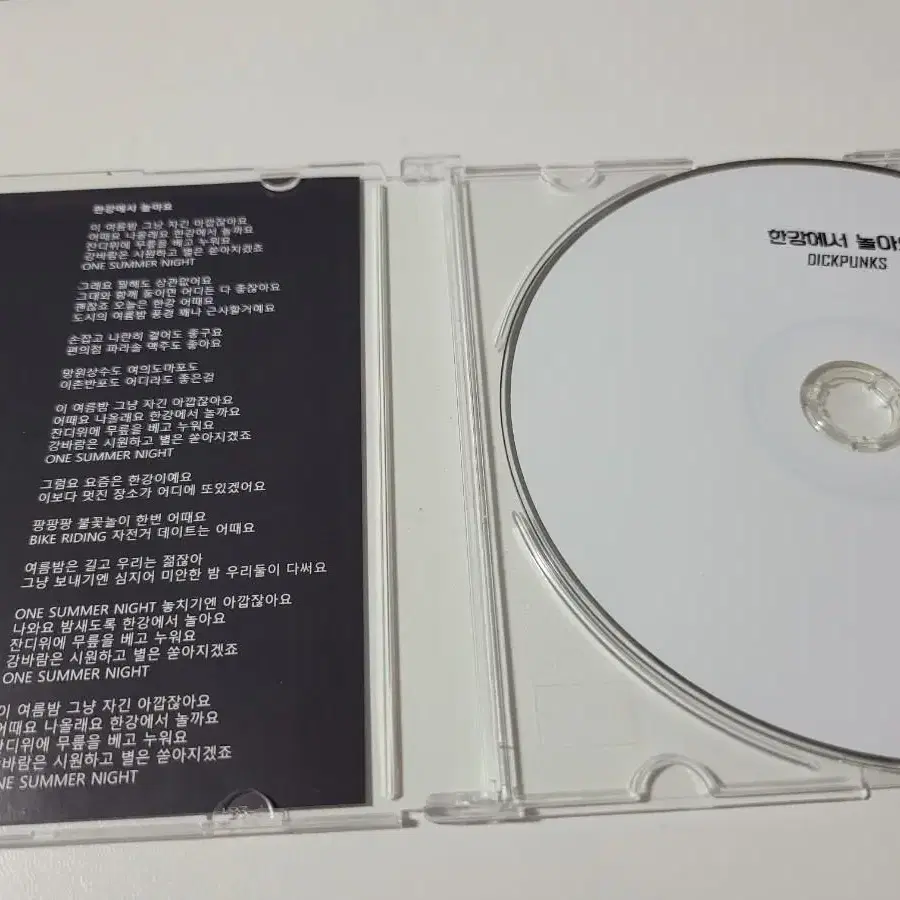 한강에서 놀아요
이 여름밤 그냥 자긴 아깝잖아요
어때요 나올래요 한강에서 놀까요
잔디위에 무릎을 베고 누워요
강바람은 시원하고 별은 쏟아지겠죠
ONE SUMMER NIGHT
그래요 멀해도 상관없어요
그대와 함께 둘이면 어디든 다 좋잖아요
괜찮죠 오늘은 한강 어때요
도시의 여름밤 풍경 꽤나 근사할거예요
손잡고 나란히 걸어도 좋구요
편의점 파라솔 맥주도 좋아요
망원상수도 여의도마포도
이촌반포도 어디라도 좋은걸
이 여름밤 그냥 자긴 아깝잖아요
어때요 나올래요 한강에서 놀까요
잔디위에 무릎을 베고 누워요
강바람은 시원하고 별은 쏟아지겠죠
ONE SUMMER NIGHT
그럼요 요즘은 한강이예요
이보다 멋진 장소가 어디에 또있겠어요
팡팡팡 불꽃놀이 한번 어때요
BIKE RIDING 자전거 데이트는 어때요
여름밤은 길고 우리는 젊잖아
그냥 보내기엔 심지어 미안한 밤 우리둘이 다써요
ONE SUMMER NIGHT 놓치기엔 아깝잖아요
나와요 밤새도록 한강에서 놀아요
잔디위에 무릎을 베고 누워요
강바람은 시원하고 별은 쏟아지겠죠
ONE SUMMER NIGHT
이 여름밤 그냥 자긴 아깝잖아요
어때요 나올래요 한강에서 놀까요
잔디위에 무릎을 베고 누워요
강바람은 시원하고 별은 쏟아지겠죠
ONE SUMMER NIGHT
한강에서 놀아요
DICKPUNKS